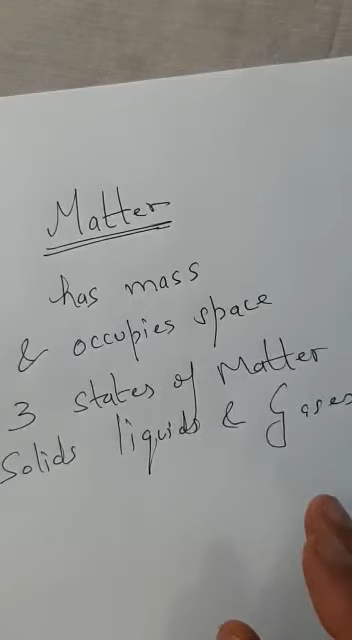 Matter
has mass
& occupies space
3 states of Matter
Solids liquids & Gases